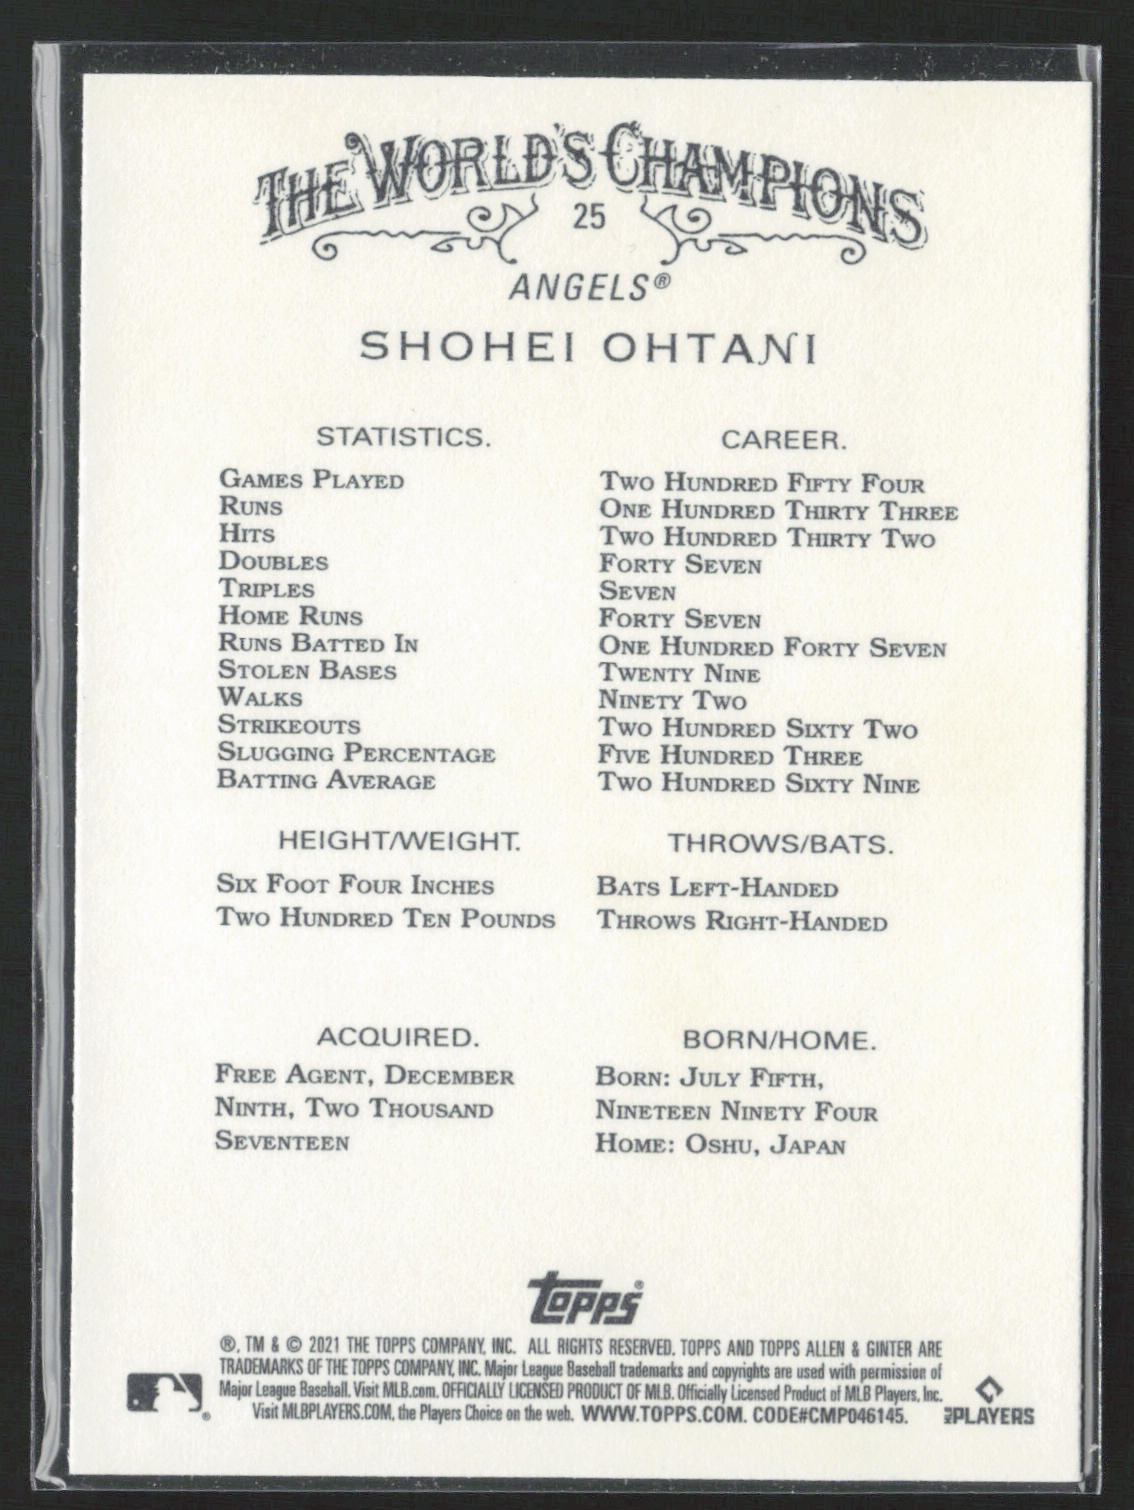 THE WORLD'S CHAMPIONS
25
ANGELS®
SHOHEI OHTANI
STATISTICS. CAREER.
GAMES PLAYED TWO HUNDRED FIFTY FOUR
RUNS ONE HUNDRED THIRTY THREE
HITS TWO HUNDRED THIRTY TWO
DOUBLES FORTY SEVEN
TRIPLES SEVEN
HOME RUNS FORTY SEVEN
RUNS BATTED IN ONE HUNDRED FORTY SEVEN
STOLEN BASES TWENTY NINE
WALKS NINETY TWO
STRIKEOUTS TWO HUNDRED SIXTY TWO
SLUGGING PERCENTAGE FIVE HUNDRED THREE
BATTING AVERAGE TWO HUNDRED SIXTY NINE
HEIGHT/WEIGHT. THROWS/BATS.
SIX FOOT FOUR INCHES BATS LEFT-HANDED
TWO HUNDRED TEN POUNDS THROWS RIGHT-HANDED
ACQUIRED. BORN/HOME.
FREE AGENT, DECEMBER BORN: JULY FIFTH,
NINTH, TWO THOUSAND NINETEEN NINETY FOUR
SEVENTEEN HOME: OSHU, JAPAN
topps®
®, TM & © 2021 THE TOPPS COMPANY, INC. ALL RIGHTS RESERVED. TOPPS AND TOPPS ALLEN & GINTER ARE
TRADEMARKS OF THE TOPPS COMPANY, INC. Major League Baseball trademarks and copyrights are used with permission of
Major League Baseball. Visit MLB.com. OFFICIALLY LICENSED PRODUCT OF MLB. Officially Licensed Product of MLB Players, Inc.
Visit MLBPLAYERS.COM, the Players Choice on the web. WWW.TOPPS.COM. CODE#CMP046145.
MLB PLAYERS